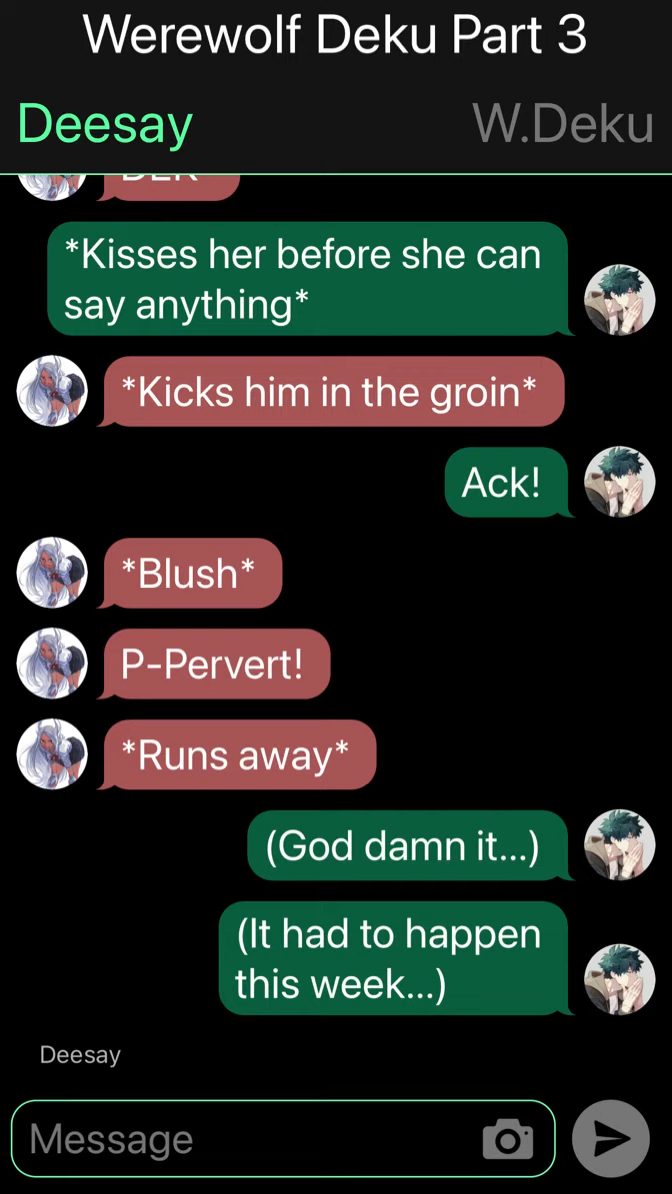 Werewolf Deku Part 3
Deesay
W.Deku
*Kisses her before she can
say anything*
*Kicks him in the groin*
Ack!
*Blush*
P-Pervert!
*Runs away*
(God damn it...)
(It had to happen
this week...)
Deesay
Message